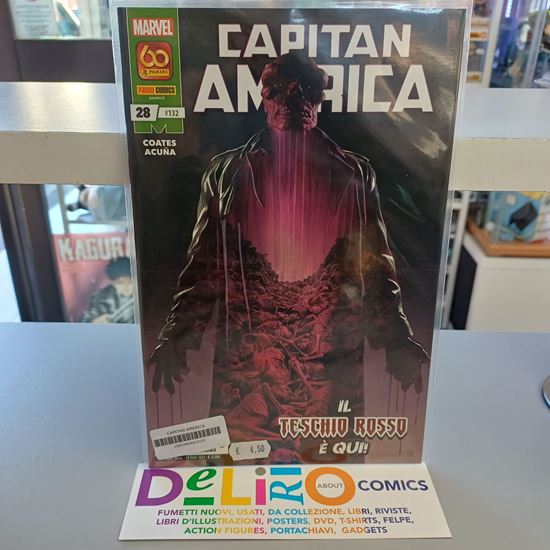 MARVEL
60
PANINI
PANINI COMICS
28 #132
COATES
ACUÑA
CAPITAN
AMERICA
KAGURA
IL
TESCHIO ROSSO
È QUI!
CAPITAN AMERICA
€ 4,50
DELIRIO
ABOUT
COMICS
FUMETTI NUOVI, USATI, DA COLLEZIONE, LIBRI, RIVISTE,
LIBRI D'ILLUSTRAZIONI, POSTERS, DVD, T-SHIRTS, FELPE,
ACTION FIGURES, PORTACHIAVI, GADGETS